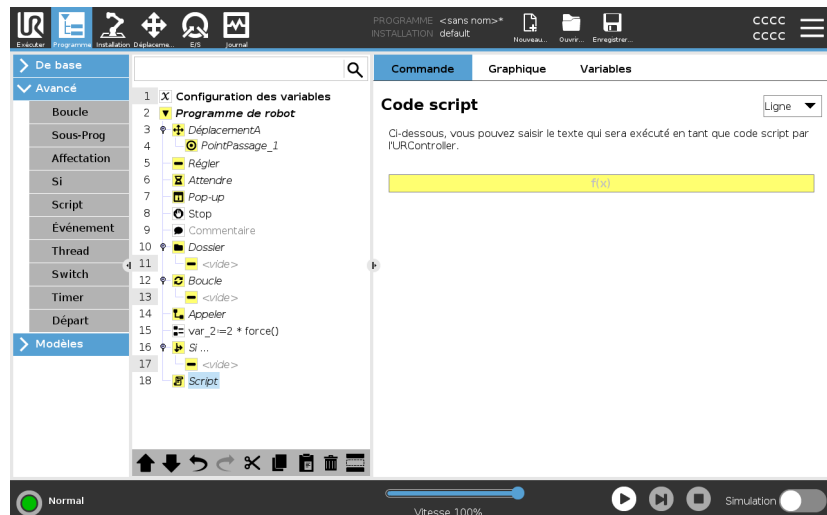 PROGRAMME <sans nom>*
INSTALLATION default
Exécuter
Programme
Installation
Déplaceme...
E/S
Journal
Nouveau...
Ouvrir...
Enregistrer...
CCCC
CCCC
De base
Avancé
Boucle
Sous-Prog
Affectation
Si
Script
Événement
Thread
Switch
Timer
Départ
Modèles
1 X Configuration des variables
2 Programme de robot
3 DéplacementA
4 PointPassage_1
5 Régler
6 Attendre
7 Pop-up
8 Stop
9 Commentaire
10 Dossier
11 <vide>
12 Boucle
13 <vide>
14 Appeler
15 var_2:=2 * force()
16 Si ...
17 <vide>
18 Script
Commande
Graphique
Variables
Code script
Ligne
Ci-dessous, vous pouvez saisir le texte qui sera exécuté en tant que code script par
l'URController.
f(x)
Normal
Vitesse 100%
Simulation